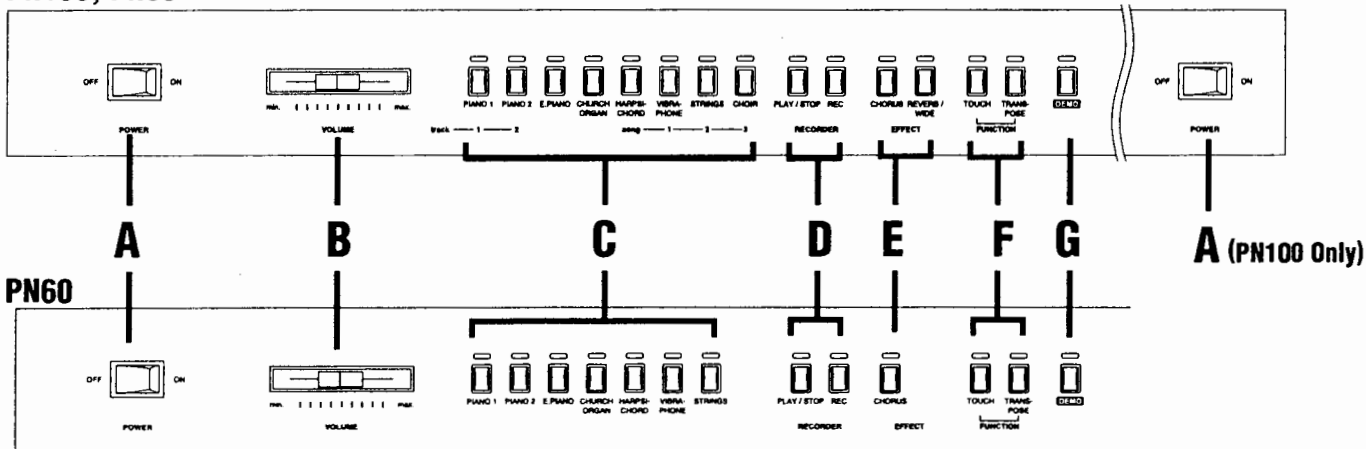 OFF ON
POWER
min. max.
VOLUME
PIANO 1 PIANO 2 E.PIANO CHURCH ORGAN HARPSI-CHORD VIBRA-PHONE STRINGS CHOIR
track 1 2 song 1 2 3
PLAY / STOP REC
RECORDER
CHORUS REVERB / WIDE
EFFECT
TOUCH TRANS-POSE
FUNCTION
DEMO
OFF ON
POWER
A B C D E F G A (PN100 Only)
PN60
OFF ON
POWER
min. max.
VOLUME
PIANO 1 PIANO 2 E.PIANO CHURCH ORGAN HARPSI-CHORD VIBRA-PHONE STRINGS
PLAY / STOP REC
RECORDER
CHORUS
EFFECT
TOUCH TRANS-POSE
FUNCTION
DEMO